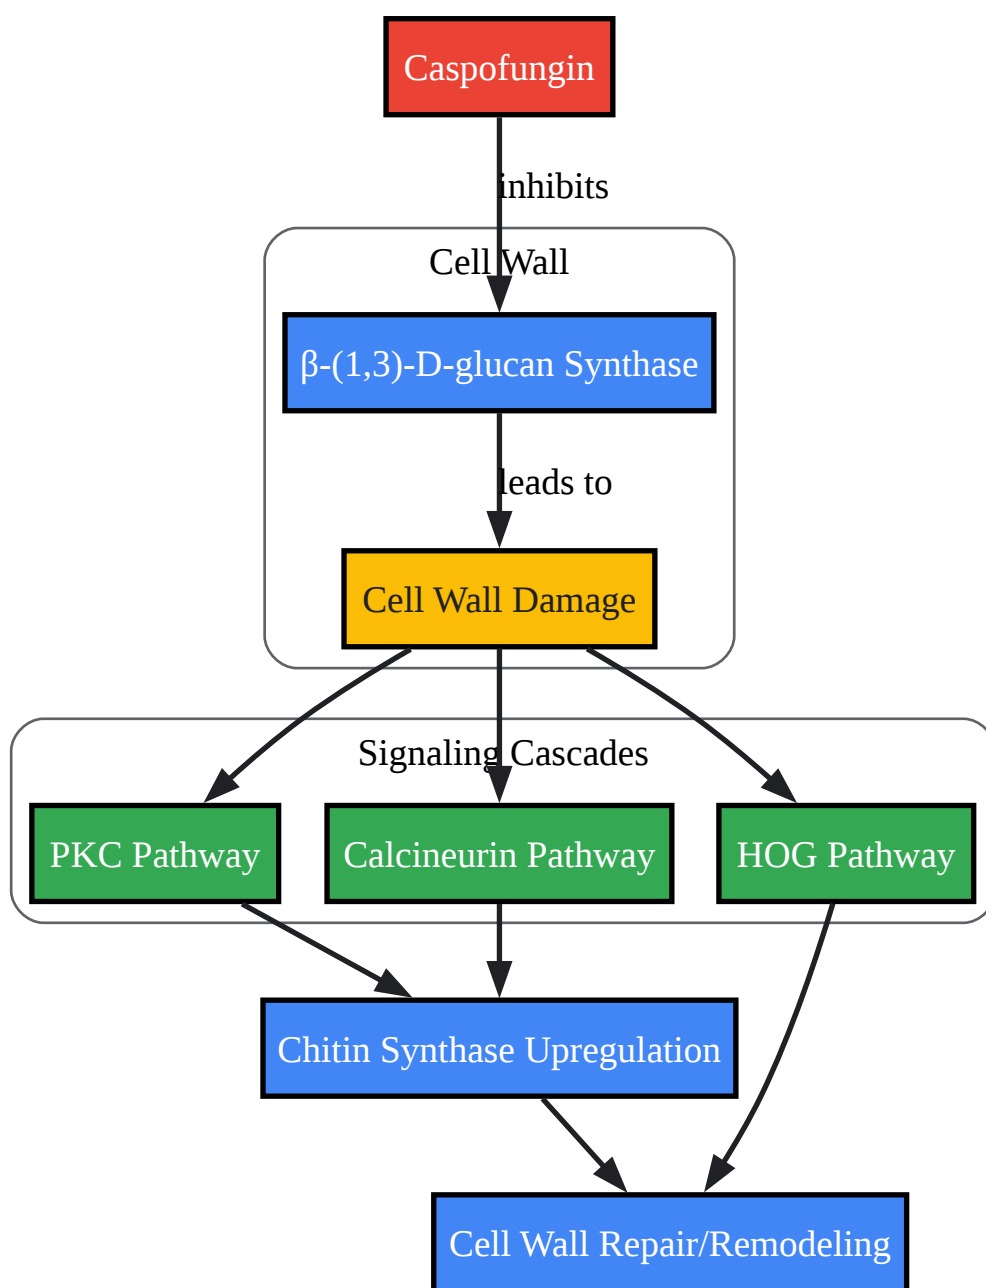 Caspofungin
inhibits
Cell Wall
β-(1,3)-D-glucan Synthase
leads to
Cell Wall Damage
Signaling Cascades
PKC Pathway
Calcineurin Pathway
HOG Pathway
Chitin Synthase Upregulation
Cell Wall Repair/Remodeling